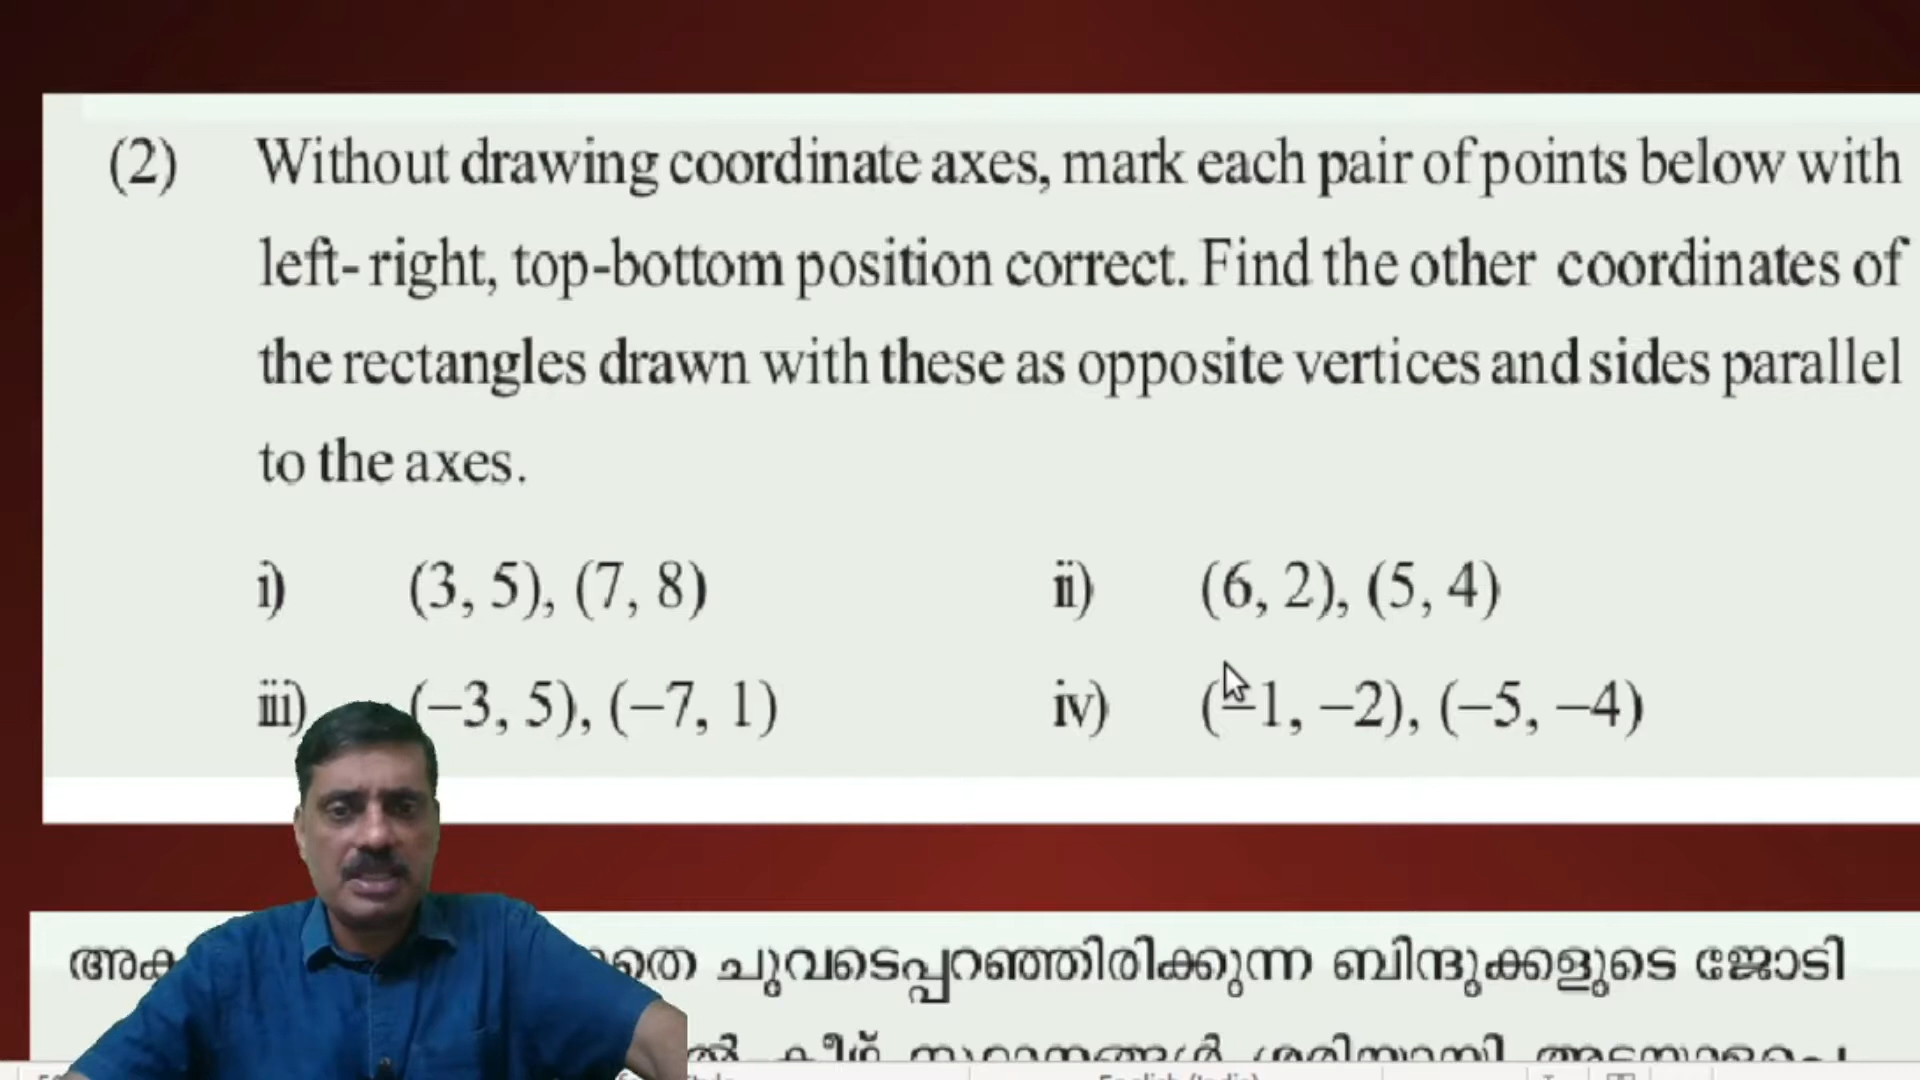 (2) Without drawing coordinate axes, mark each pair of points below with
left- right, top-bottom position correct. Find the other coordinates of
the rectangles drawn with these as opposite vertices and sides parallel
to the axes.
i) (3, 5), (7, 8) ii) (6, 2), (5, 4)
iii) (–3, 5), (–7, 1) iv) (–1, –2), (–5, –4)
ചുവടെപ്പറഞ്ഞിരിക്കുന്ന ബിന്ദുക്കളുടെ ജോടി
English (India)